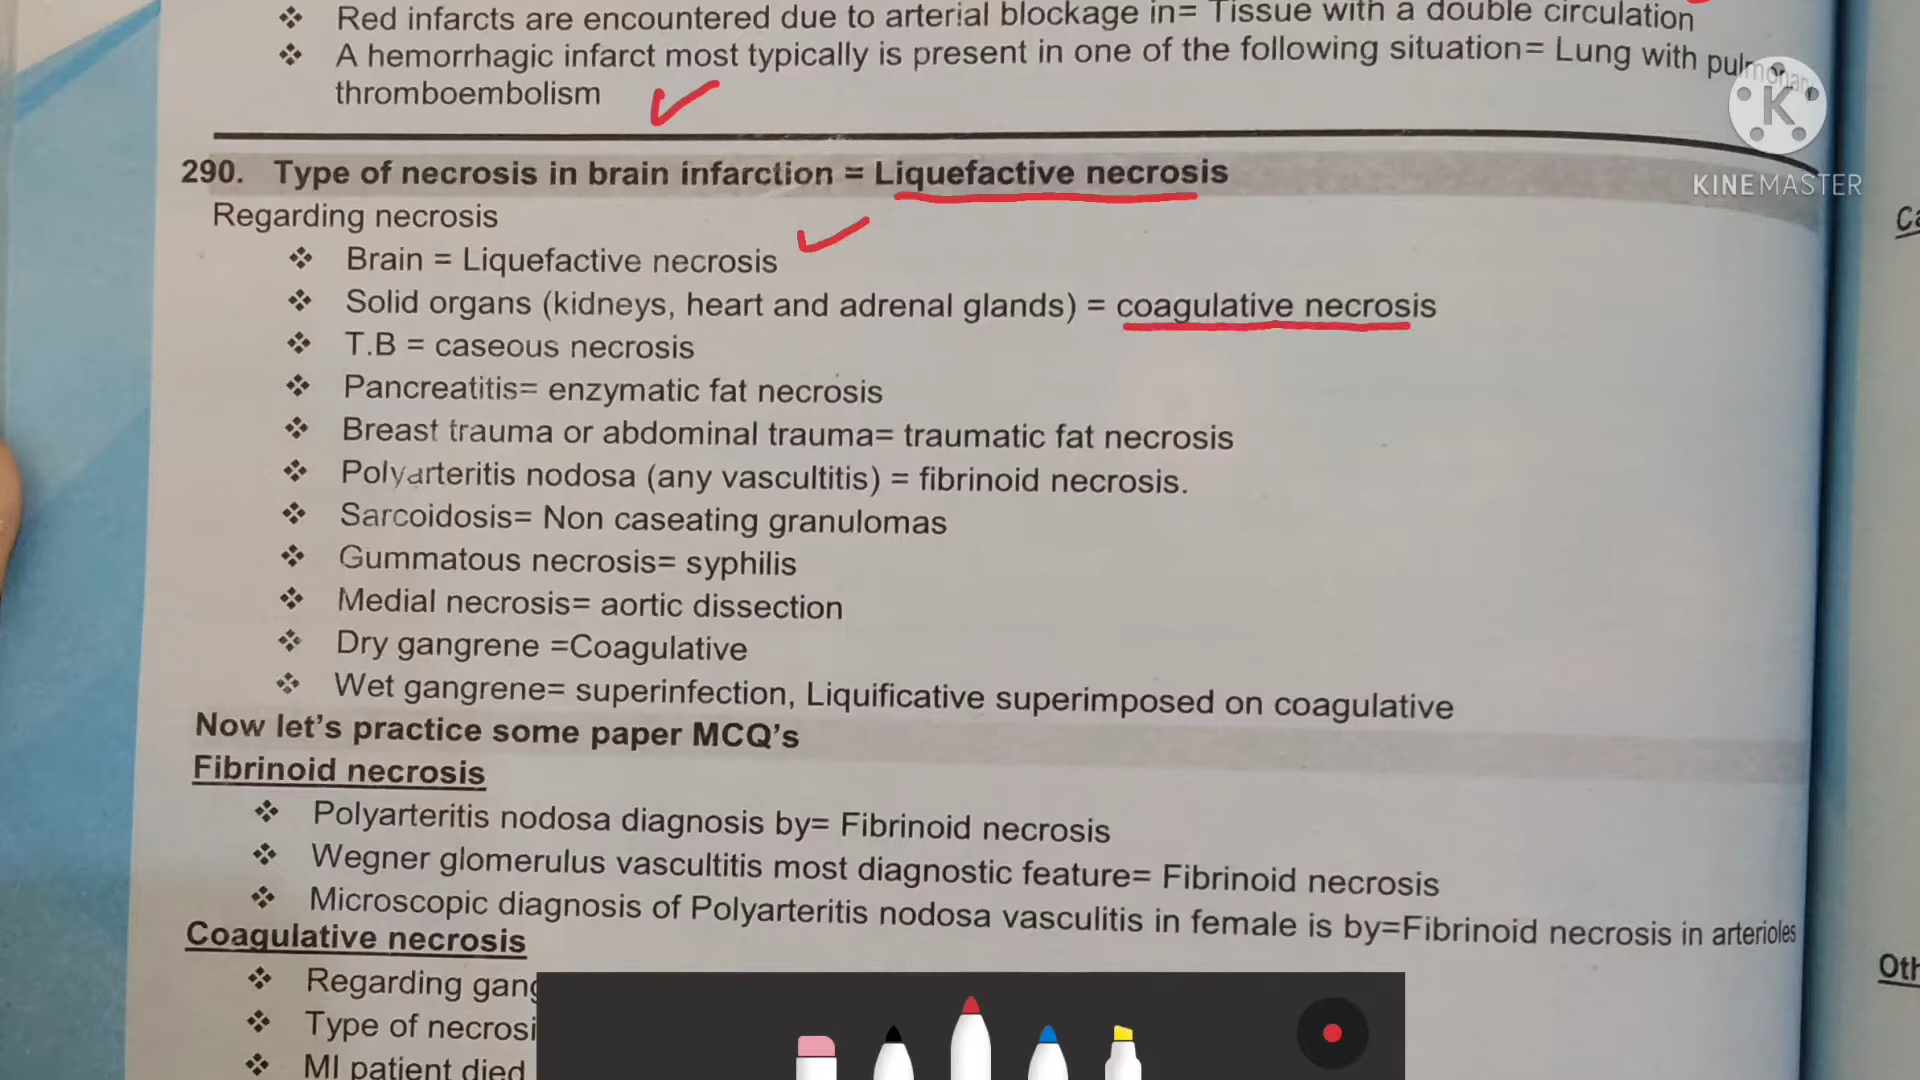 ❖ Red infarcts are encountered due to arterial blockage in= Tissue with a double circulation
❖ A hemorrhagic infarct most typically is present in one of the following situation= Lung with pulmonary
thromboembolism
K
KINEMASTER
290. Type of necrosis in brain infarction = Liquefactive necrosis
Regarding necrosis
❖ Brain = Liquefactive necrosis
❖ Solid organs (kidneys, heart and adrenal glands) = coagulative necrosis
❖ T.B = caseous necrosis
❖ Pancreatitis= enzymatic fat necrosis
❖ Breast trauma or abdominal trauma= traumatic fat necrosis
❖ Polyarteritis nodosa (any vascultitis) = fibrinoid necrosis.
❖ Sarcoidosis= Non caseating granulomas
❖ Gummatous necrosis= syphilis
❖ Medial necrosis= aortic dissection
❖ Dry gangrene =Coagulative
❖ Wet gangrene= superinfection, Liquificative superimposed on coagulative
Now let's practice some paper MCQ's
Fibrinoid necrosis
❖ Polyarteritis nodosa diagnosis by= Fibrinoid necrosis
❖ Wegner glomerulus vascultitis most diagnostic feature= Fibrinoid necrosis
❖ Microscopic diagnosis of Polyarteritis nodosa vasculitis in female is by=Fibrinoid necrosis in arterioles
Coagulative necrosis
❖ Regarding
❖ Type of
❖ MI patient died